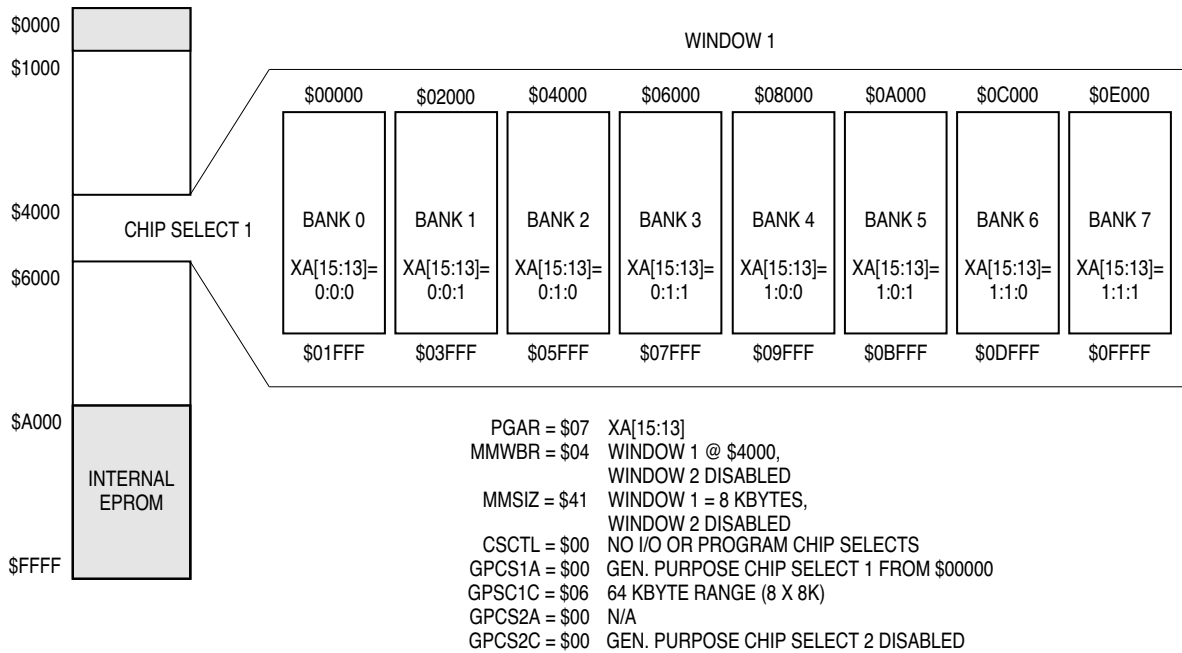 $0000
$1000
$4000
CHIP SELECT 1
$6000
$A000
INTERNAL
EPROM
$FFFF
WINDOW 1
$00000 $02000 $04000 $06000 $08000 $0A000 $0C000 $0E000
BANK 0 BANK 1 BANK 2 BANK 3 BANK 4 BANK 5 BANK 6 BANK 7
XA[15:13]= XA[15:13]= XA[15:13]= XA[15:13]= XA[15:13]= XA[15:13]= XA[15:13]= XA[15:13]=
0:0:0 0:0:1 0:1:0 0:1:1 1:0:0 1:0:1 1:1:0 1:1:1
$01FFF $03FFF $05FFF $07FFF $09FFF $0BFFF $0DFFF $0FFFF
PGAR = $07 XA[15:13]
MMWBR = $04 WINDOW 1 @ $4000,
WINDOW 2 DISABLED
MMSIZ = $41 WINDOW 1 = 8 KBYTES,
WINDOW 2 DISABLED
CSCTL = $00 NO I/O OR PROGRAM CHIP SELECTS
GPCS1A = $00 GEN. PURPOSE CHIP SELECT 1 FROM $00000
GPSC1C = $06 64 KBYTE RANGE (8 X 8K)
GPCS2A = $00 N/A
GPCS2C = $00 GEN. PURPOSE CHIP SELECT 2 DISABLED